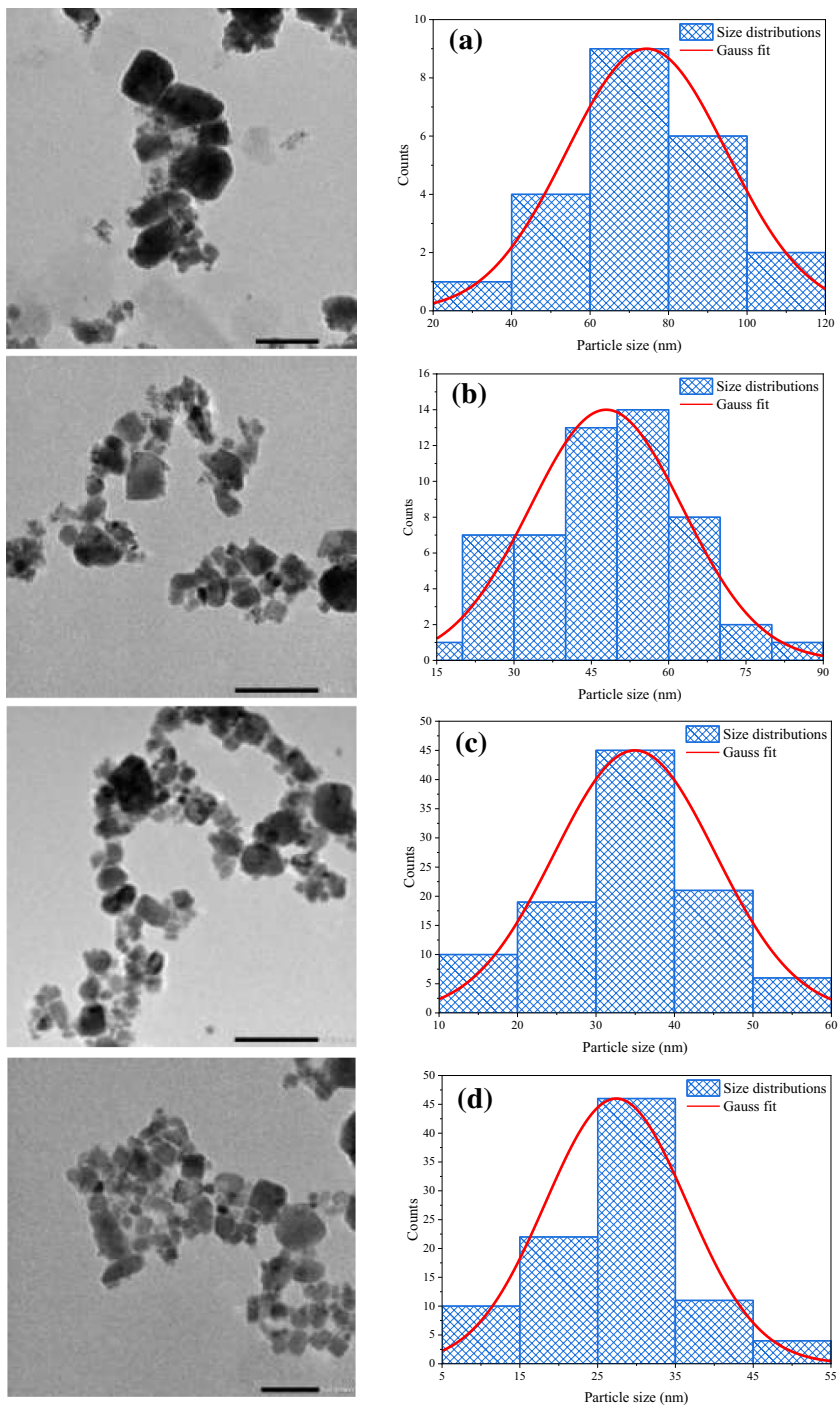 (a)
Size distributions
Gauss fit
10
8
6
4
2
0
Counts
20 40 60 80 100 120
Particle size (nm)
(b)
Size distributions
Gauss fit
16
14
12
10
8
6
4
2
0
Counts
15 30 45 60 75 90
Particle size (nm)
(c)
Size distributions
Gauss fit
50
45
40
35
30
25
20
15
10
5
0
Counts
10 20 30 40 50 60
Particle size (nm)
(d)
Size distributions
Gauss fit
50
45
40
35
30
25
20
15
10
5
0
Counts
5 15 25 35 45 55
Particle size (nm)